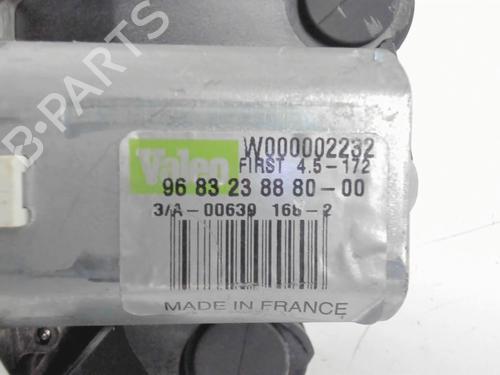 B-PARTS
Valeo
W000002232
FIRST 4.5-172
96 83 23 88 80-00
3/A-00639 168-2
MADE IN FRANCE